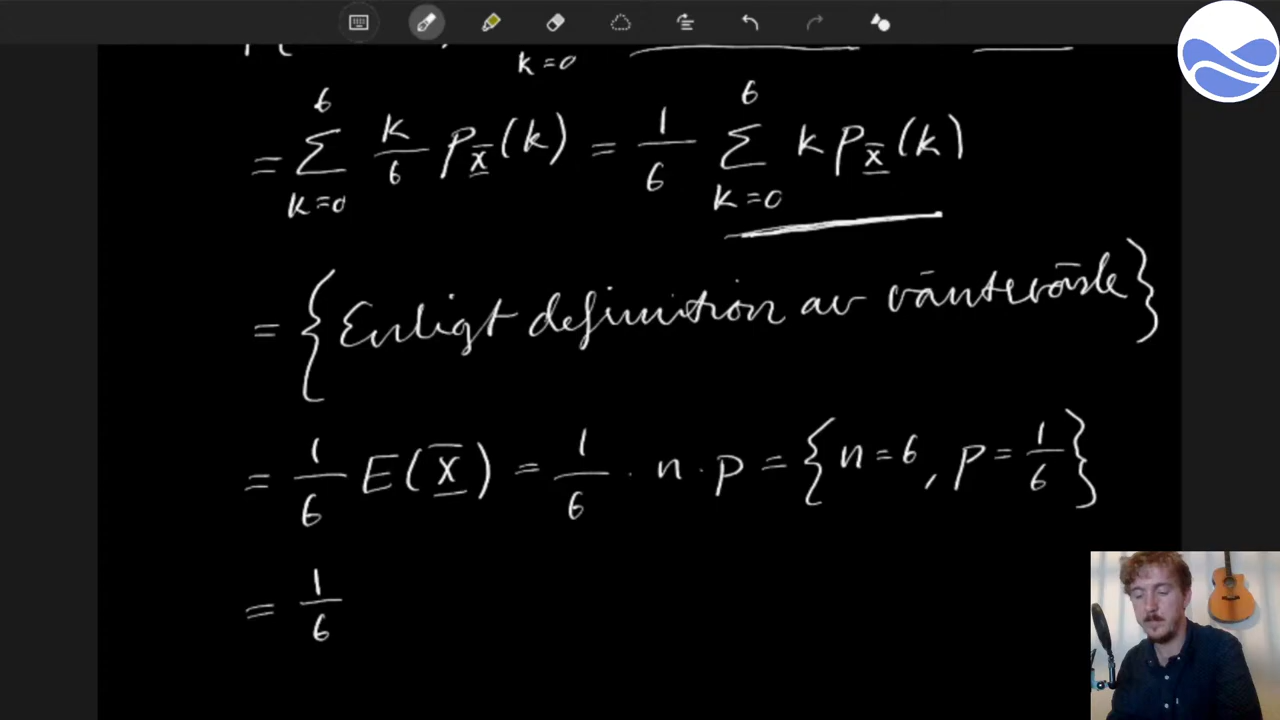 k=0
= ∑_{k=0}^{6} k/6 p_X(k) = 1/6 ∑_{k=0}^{6} k p_X(k)
= {Enligt definition av väntevärde}
= 1/6 E(X) = 1/6 · n · p = {n=6, p=1/6}
= 1/6